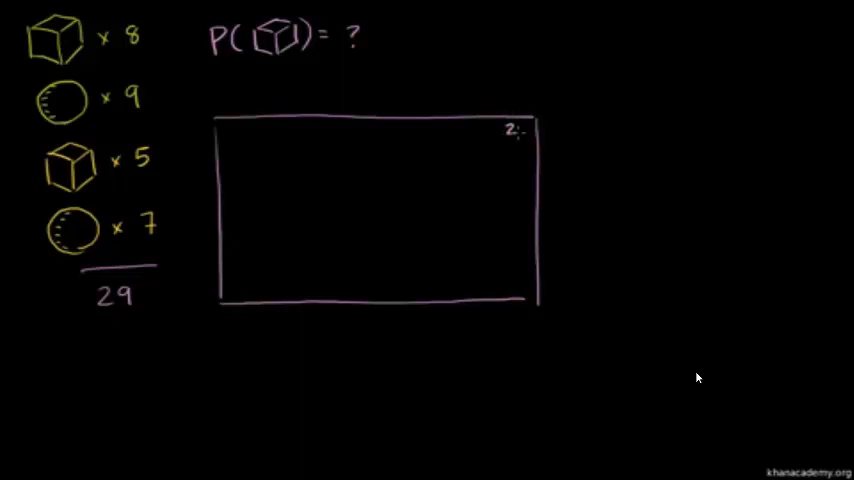 × 8
P( ) = ?
× 9
× 5
× 7
29
khanacademy.org